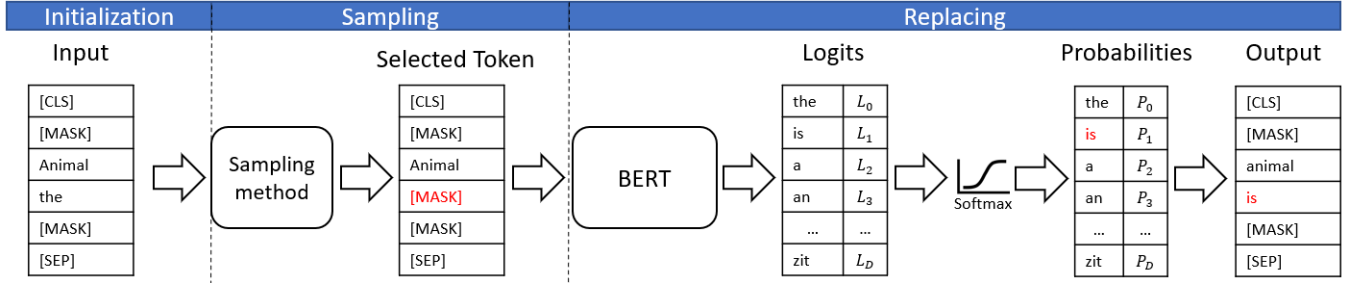 Initialization
Sampling
Replacing
Input
Selected Token
Logits
Probabilities
Output
[CLS]
[MASK]
Animal
the
[MASK]
[SEP]
Sampling
method
[CLS]
[MASK]
Animal
[MASK]
[MASK]
[SEP]
BERT
the L₀
is L₁
a L₂
an L₃
... ...
zit L_D
Softmax
the P₀
is P₁
a P₂
an P₃
... ...
zit P_D
[CLS]
[MASK]
animal
is
[MASK]
[SEP]